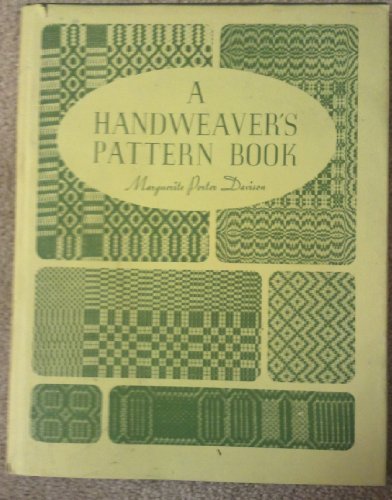 A
HANDWEAVER'S
PATTERN BOOK
Marguerite Porter Davison